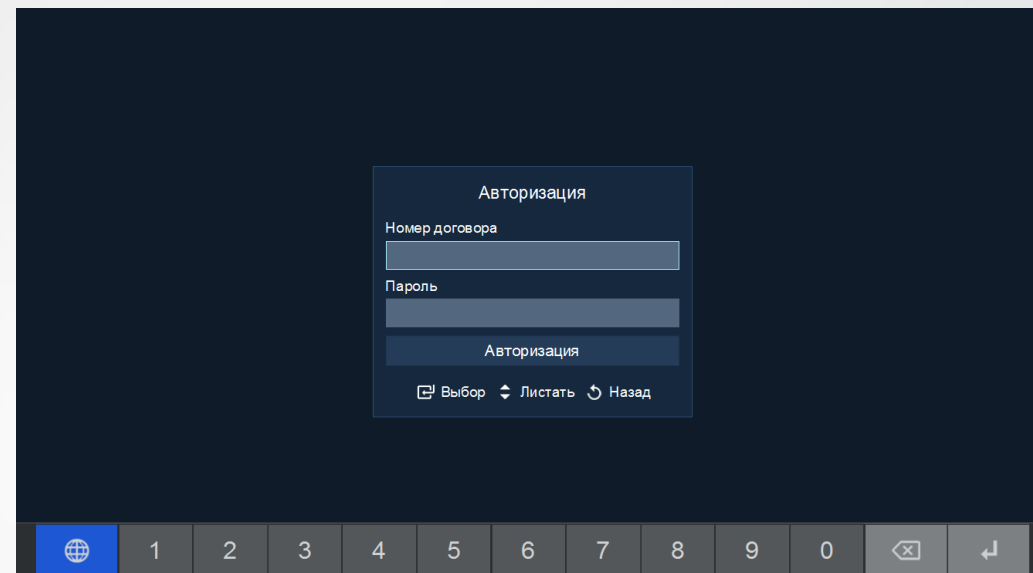 Авторизация
Номер договора
Пароль
Авторизация
Выбор Листать Назад
1 2 3 4 5 6 7 8 9 0